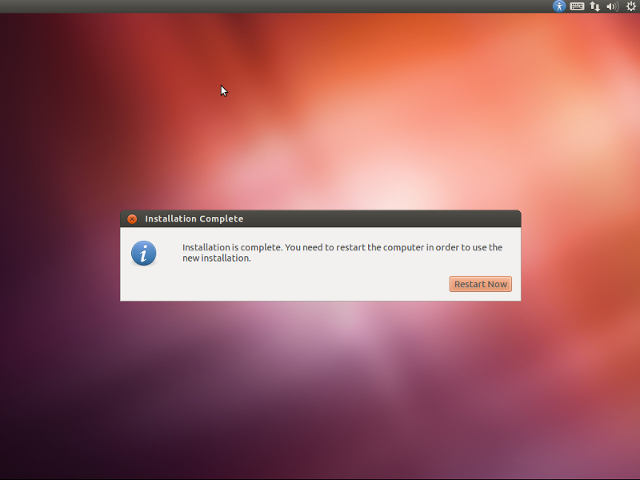 Installation Complete
Installation is complete. You need to restart the computer in order to use the
new installation.
Restart Now